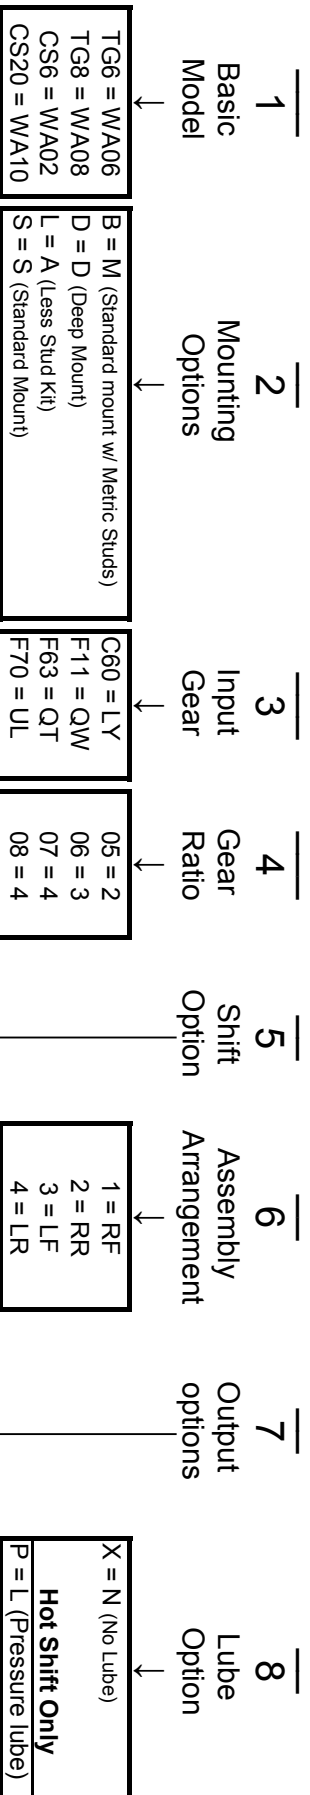 1
Basic
Model
TG6 = WA06
TG8 = WA08
CS6 = WA02
CS20 = WA10
2
Mounting
Options
B = M (Standard mount w/ Metric Studs)
D = D (Deep Mount)
L = A (Less Stud Kit)
S = S (Standard Mount)
3
Input
Gear
C60 = LY
F11 = QW
F63 = QT
F70 = UL
4
Gear
Ratio
05 = 2
06 = 3
07 = 4
08 = 4
5
Shift
Option
6
Assembly
Arrangement
1 = RF
2 = RR
3 = LF
4 = LR
7
Output
options
8
Lube
Option
X = N (No Lube)
Hot Shift Only
P = L (Pressure lube)